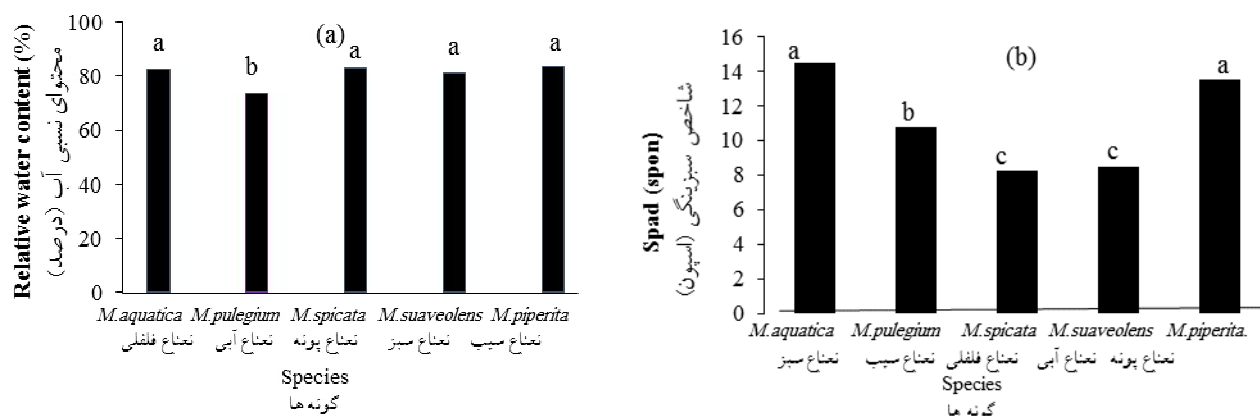 (a)
Relative water content (%)
محتوای نسبی آب (درصد)
100
80
60
40
20
0
a
b
a
a
a
M.aquatica M.pulegium M.spicata M.suaveolens M.piperita
نعناع فلفلی نعناع آبی نعناع پونه نعناع سبز نعناع سیب
Species
گونه ها
(b)
Spad (spon)
شاخص سبزینگی (اسپون)
16
14
12
10
8
6
4
2
0
a
b
c
c
a
M.aquatica M.pulegium M.spicata M.suaveolens M.piperita.
نعناع سبز نعناع سیب نعناع فلفلی نعناع آبی نعناع پونه
Species
گونه ها